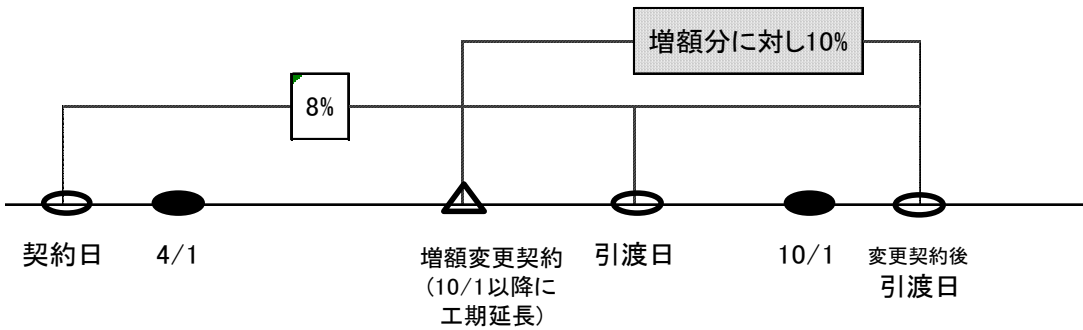 増額分に対し10%
8%
契約日
4/1
増額変更契約
(10/1以降に
工期延長)
引渡日
10/1
変更契約後
引渡日